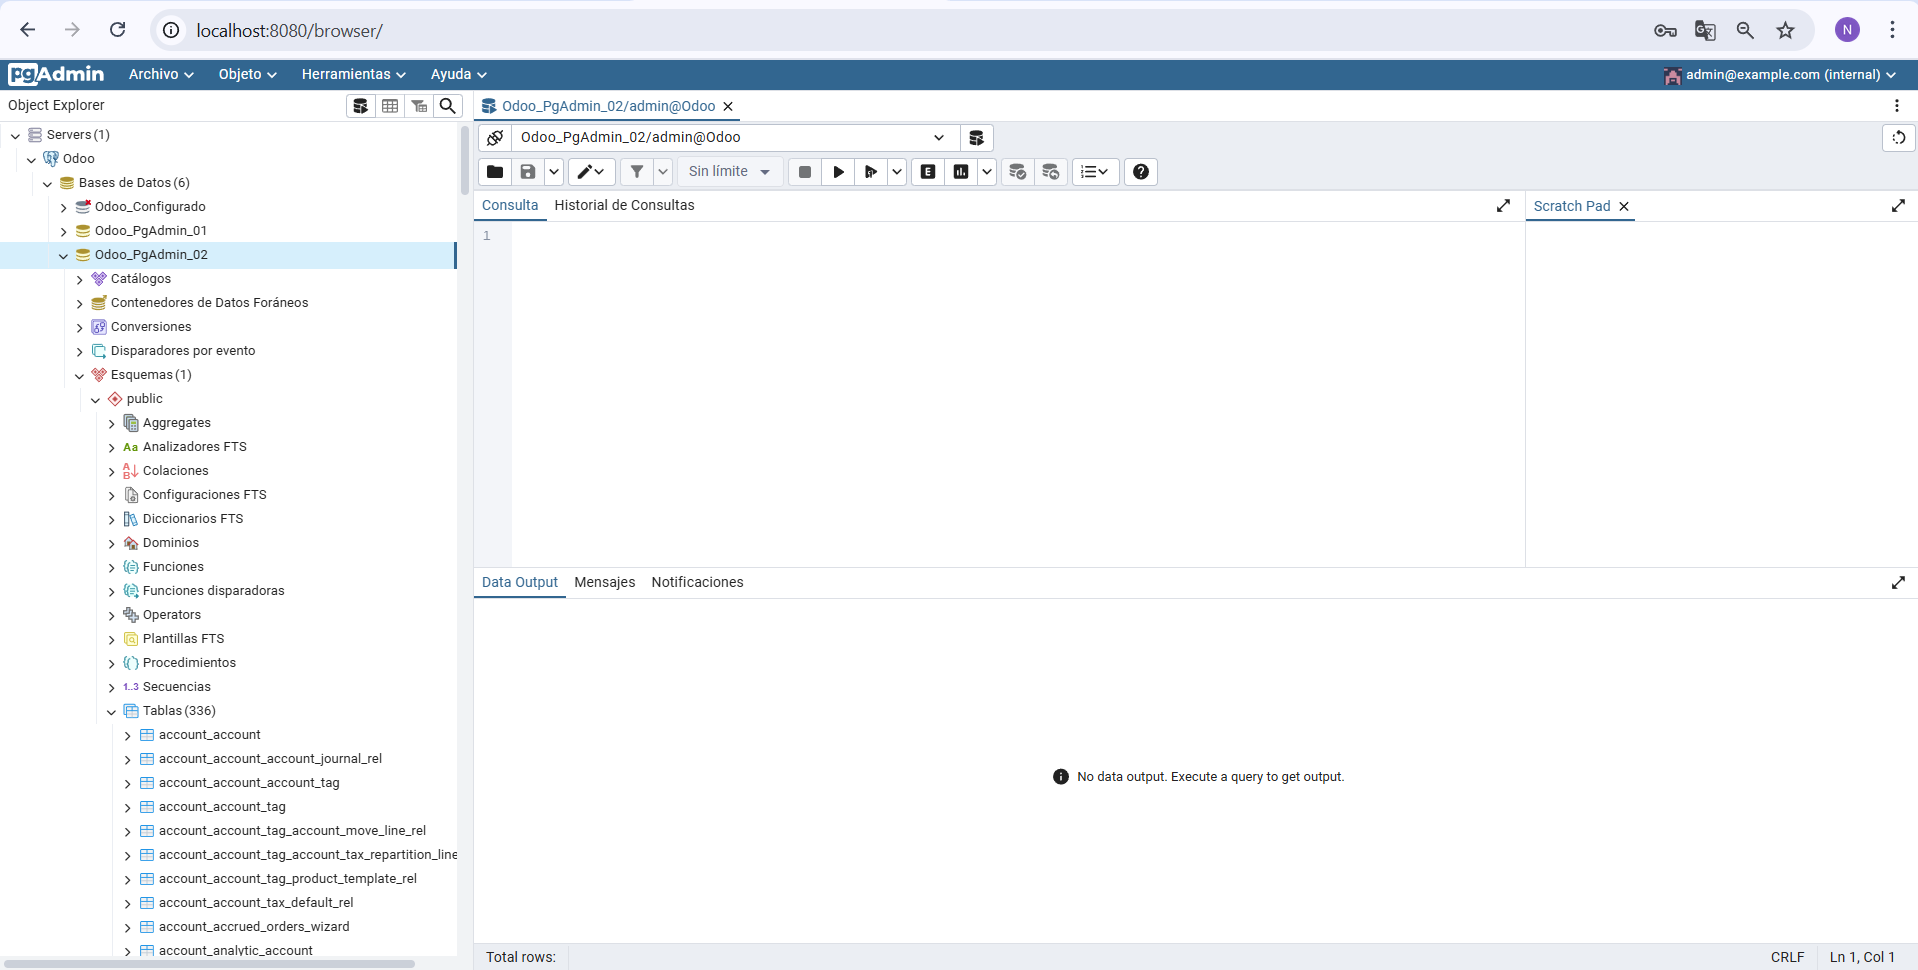 localhost:8080/browser/
N
pgAdmin Archivo Objeto Herramientas Ayuda admin@example.com (internal)
Object Explorer
Servers (1)
Odoo
Bases de Datos (6)
Odoo_Configurado
Odoo_PgAdmin_01
Odoo_PgAdmin_02
Catálogos
Contenedores de Datos Foráneos
Conversiones
Disparadores por evento
Esquemas (1)
public
Aggregates
Aa Analizadores FTS
Colaciones
Configuraciones FTS
Diccionarios FTS
Dominios
Funciones
Funciones disparadoras
Operators
Plantillas FTS
Procedimientos
1..3 Secuencias
Tablas (336)
account_account
account_account_account_journal_rel
account_account_account_tag
account_account_tag
account_account_tag_account_move_line_rel
account_account_tag_account_tax_repartition_line
account_account_tag_product_template_rel
account_account_tax_default_rel
account_accrued_orders_wizard
account_analytic_account
Odoo_PgAdmin_02/admin@Odoo
Odoo_PgAdmin_02/admin@Odoo
Sin límite
E
Consulta Historial de Consultas
1
Scratch Pad
Data Output Mensajes Notificaciones
No data output. Execute a query to get output.
Total rows:
CRLF Ln 1, Col 1